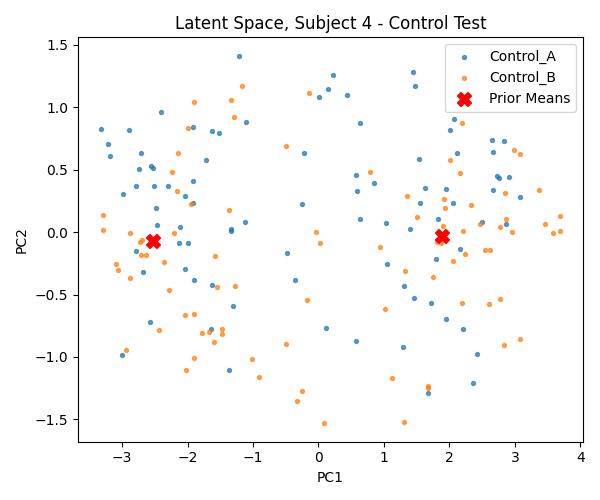 Latent Space, Subject 4 - Control Test
Control_A
Control_B
Prior Means
1.5
1.0
0.5
0.0
−0.5
−1.0
−1.5
PC2
−3 −2 −1 0 1 2 3 4
PC1